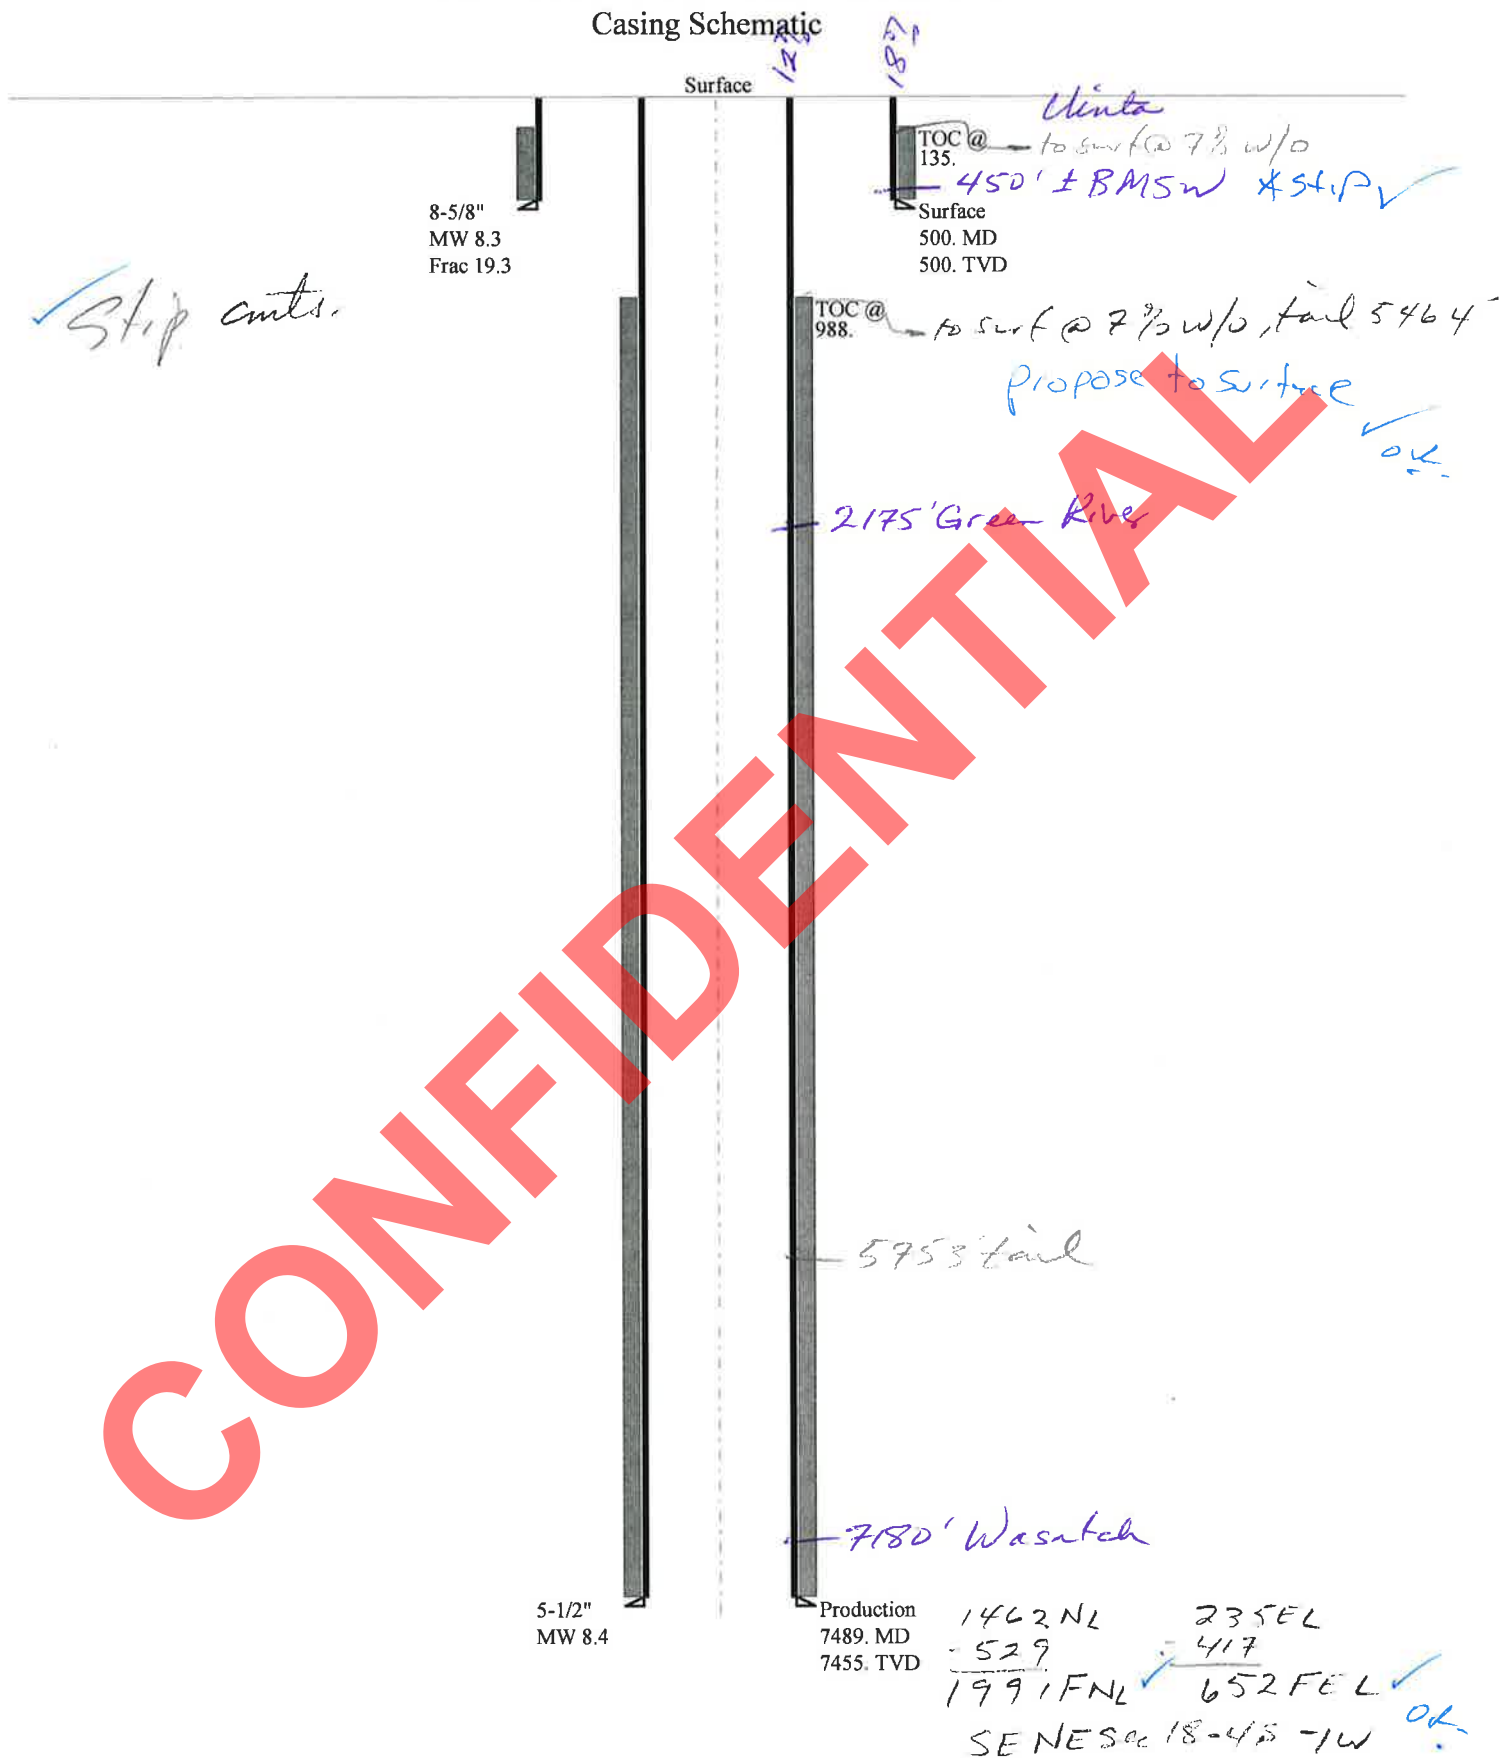 Casing Schematic
Surface
Uinta
TOC @
135.
to surf @ 7% w/o
450' ± BMSW * stip ✓
8-5/8"
MW 8.3
Frac 19.3
Surface
500. MD
500. TVD
✓ Stip cmts.
TOC @
988.
to surf @ 7% w/o, tail 5464'
propose to surface
✓ OK.
2175' Green River
CONFIDENTIAL
5753' tail
7180' Wasatch
5-1/2"
MW 8.4
Production
7489. MD
7455. TVD
1462 NL 235 EL
529 417
1991 FNL ✓ 652 FEL ✓
OK.
SE NE Sec 18-4S-1W